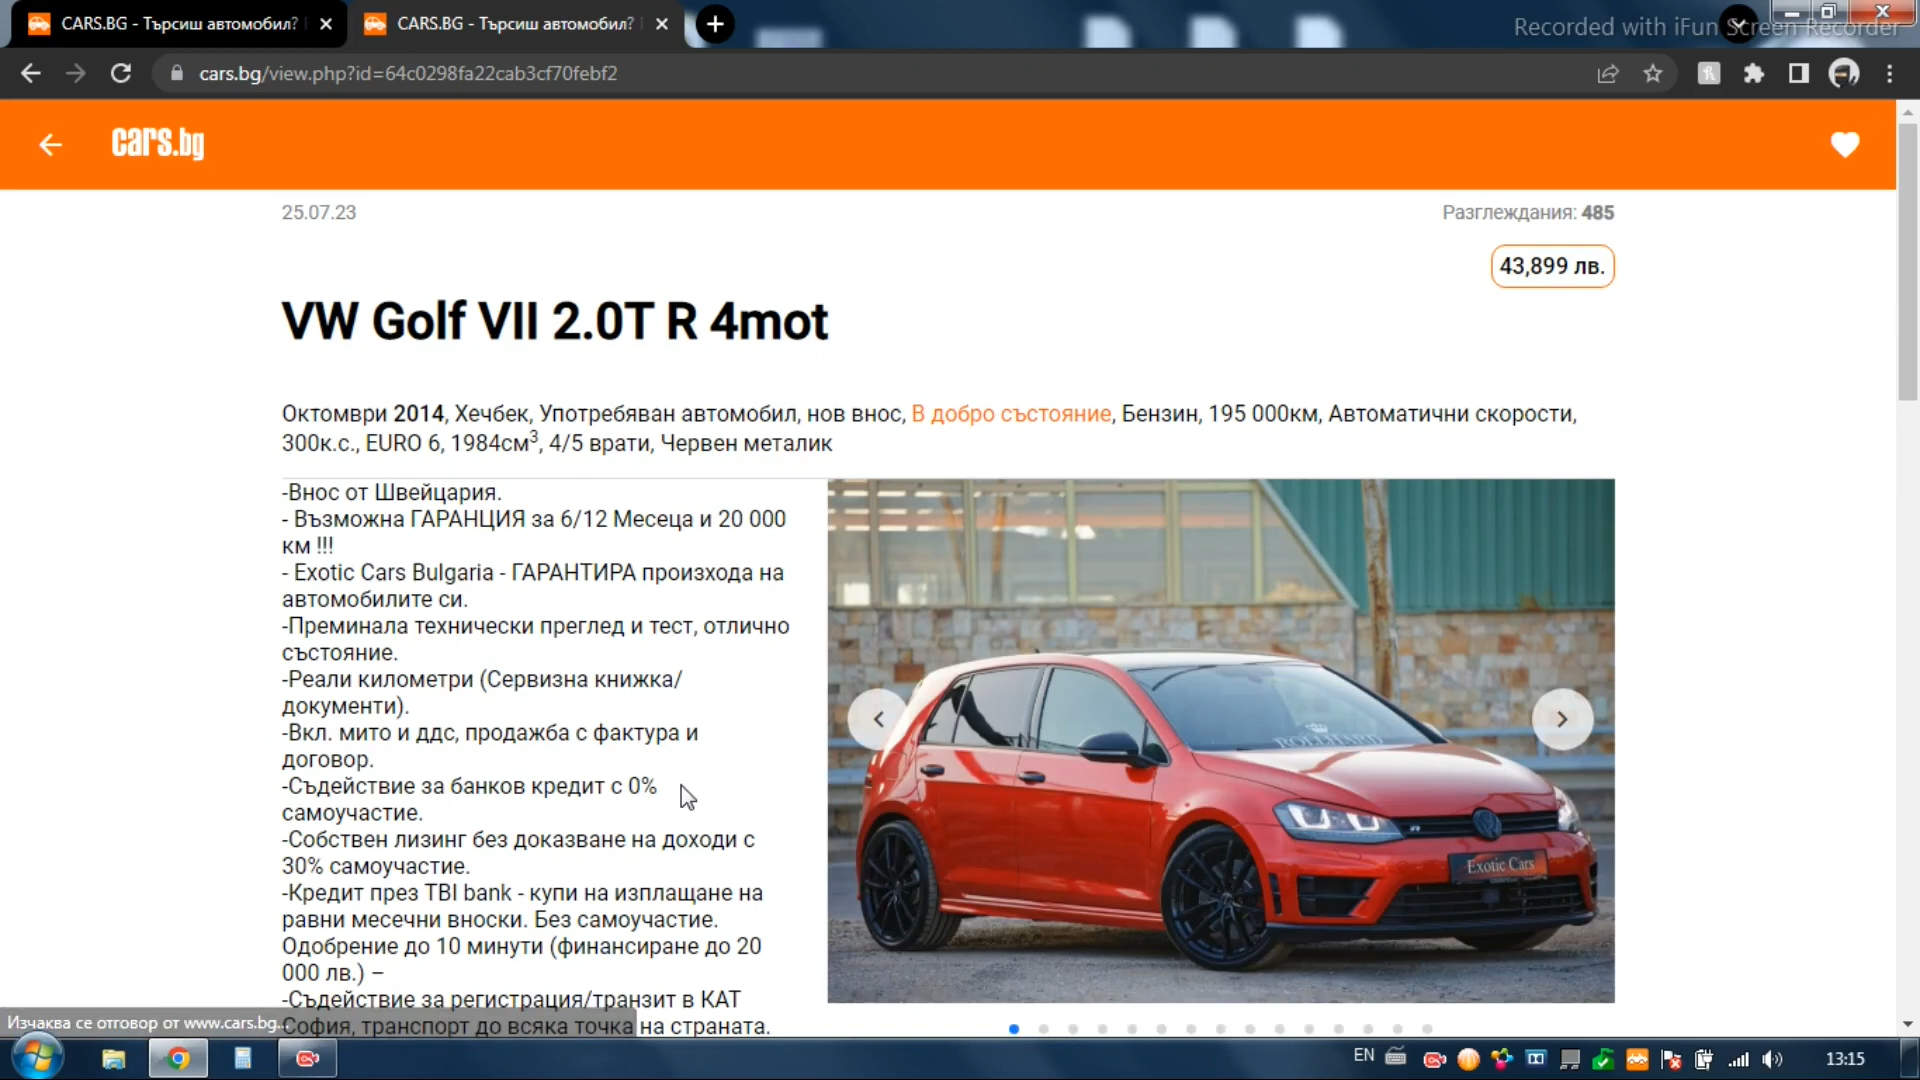 CARS.BG - Търсиш автомобил?
CARS.BG - Търсиш автомобил?
Recorded with iFun Screen Recorder
cars.bg/view.php?id=64c0298fa22cab3cf70febf2
cars.bg
25.07.23
Разглеждания: 485
43,899 лв.
VW Golf VII 2.0T R 4mot
Октомври 2014, Хечбек, Употребяван автомобил, нов внос, В добро състояние, Бензин, 195 000км, Автоматични скорости,
300к.с., EURO 6, 1984см3, 4/5 врати, Червен металик
-Внос от Швейцария.
- Възможна ГАРАНЦИЯ за 6/12 Месеца и 20 000
км !!!
- Exotic Cars Bulgaria - ГАРАНТИРА произхода на
автомобилите си.
-Преминала технически преглед и тест, отлично
състояние.
-Реали километри (Сервизна книжка/
документи).
-Вкл. мито и ддс, продажба с фактура и
договор.
-Съдействие за банков кредит с 0%
самоучастие.
-Собствен лизинг без доказване на доходи с
30% самоучастие.
-Кредит през TBI bank - купи на изплащане на
равни месечни вноски. Без самоучастие.
Одобрение до 10 минути (финансиране до 20
000 лв.) –
-Съдействие за регистрация/транзит в КАТ
София, транспорт до всяка точка на страната.
ROLLHARD
Exotic Cars
Изчаква се отговор от www.cars.bg...
EN
13:15